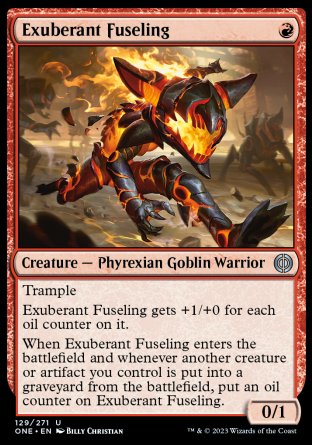 Exuberant Fuseling
Creature — Phyrexian Goblin Warrior
Trample
Exuberant Fuseling gets +1/+0 for each
oil counter on it.
When Exuberant Fuseling enters the
battlefield and whenever another creature
or artifact you control is put into a
graveyard from the battlefield, put an oil
counter on Exuberant Fuseling.
0/1
129/271 U
ONE • EN Billy Christian
™ & © 2023 Wizards of the Coast